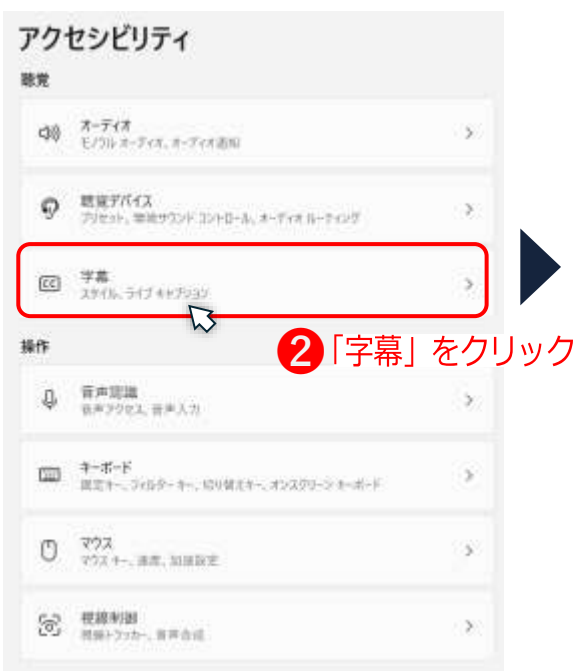 アクセシビリティ
聴覚
オーディオ
モノラル オーディオ、オーディオ通知
聴覚デバイス
プリセット、環境サウンド コントロール、オーディオ ルーティング
字幕
スタイル、ライブ キャプション
❷「字幕」をクリック
操作
音声認識
音声アクセス、音声入力
キーボード
固定キー、フィルター キー、切り替えキー、オンスクリーン キーボード
マウス
マウス キー、速度、加速設定
視線制御
視線トラッカー、音声合成